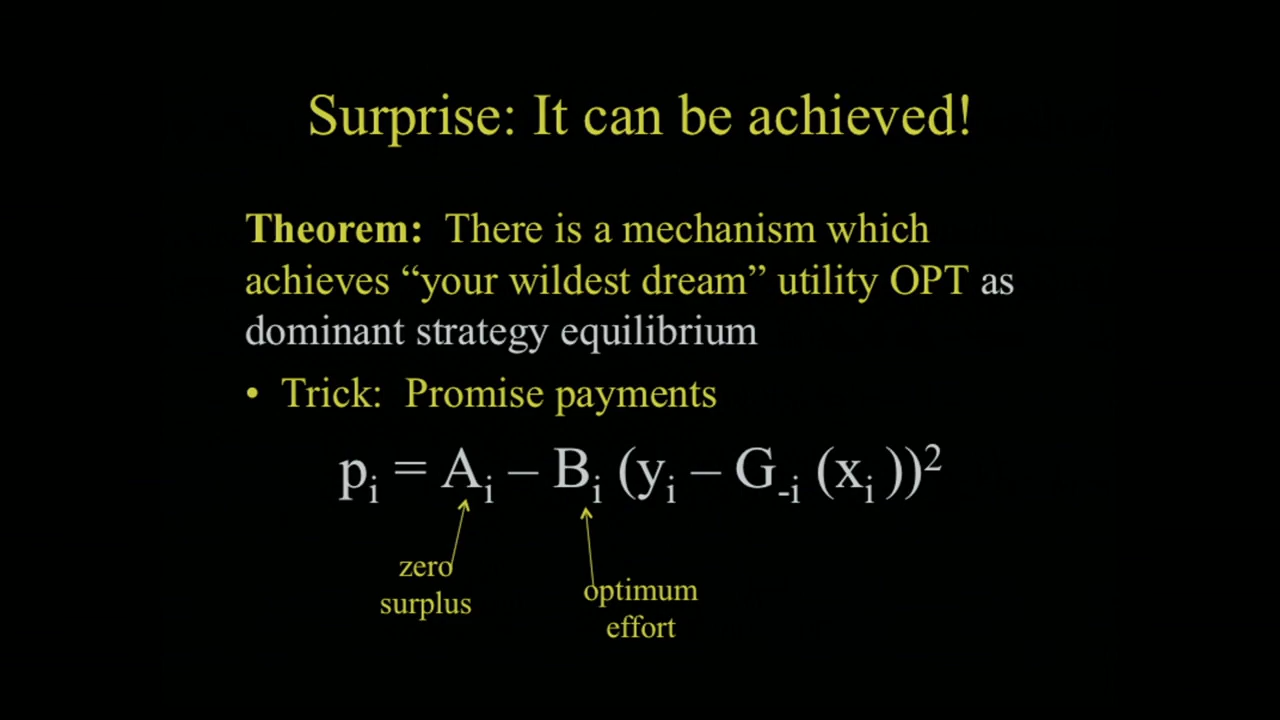 Surprise: It can be achieved!
Theorem: There is a mechanism which
achieves “your wildest dream” utility OPT as
dominant strategy equilibrium
• Trick: Promise payments
pᵢ = Aᵢ – Bᵢ (yᵢ – G₋ᵢ (xᵢ ))²
zero
surplus
optimum
effort